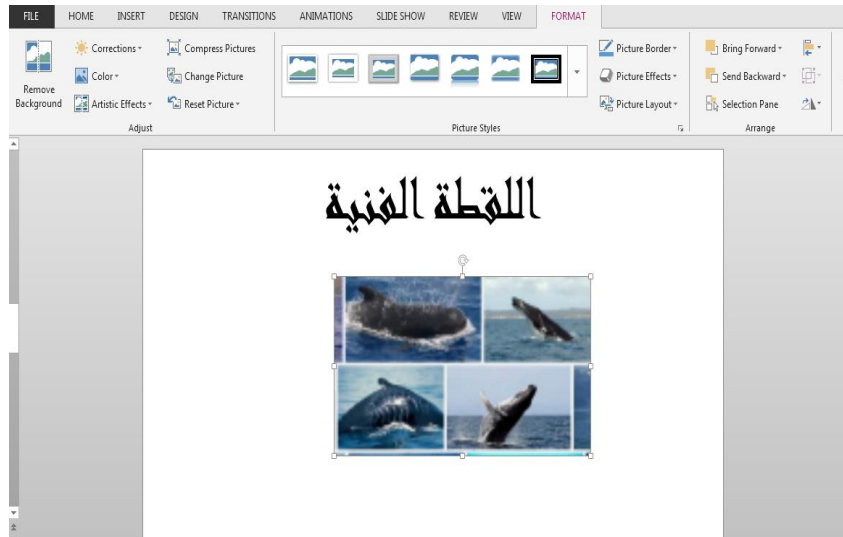 FILE HOME INSERT DESIGN TRANSITIONS ANIMATIONS SLIDE SHOW REVIEW VIEW FORMAT
Remove Background
Corrections
Color
Artistic Effects
Compress Pictures
Change Picture
Reset Picture
Adjust
Picture Styles
Picture Border
Picture Effects
Picture Layout
Bring Forward
Send Backward
Selection Pane
Arrange
اللقطة الفنية